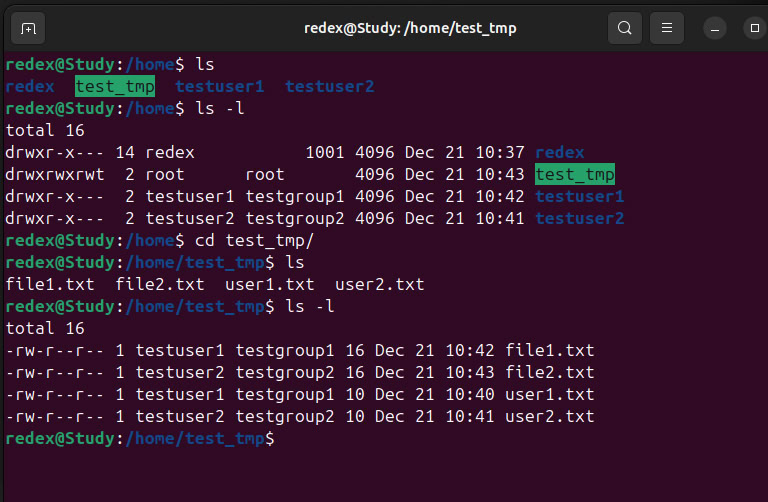 redex@Study: /home/test_tmp
redex@Study:/home$ ls
redex  test_tmp  testuser1  testuser2
redex@Study:/home$ ls -l
total 16
drwxr-x--- 14 redex           1001 4096 Dec 21 10:37 redex
drwxrwxrwt  2 root      root       4096 Dec 21 10:43 test_tmp
drwxr-x---  2 testuser1 testgroup1 4096 Dec 21 10:42 testuser1
drwxr-x---  2 testuser2 testgroup2 4096 Dec 21 10:41 testuser2
redex@Study:/home$ cd test_tmp/
redex@Study:/home/test_tmp$ ls
file1.txt  file2.txt  user1.txt  user2.txt
redex@Study:/home/test_tmp$ ls -l
total 16
-rw-r--r-- 1 testuser1 testgroup1 16 Dec 21 10:42 file1.txt
-rw-r--r-- 1 testuser2 testgroup2 16 Dec 21 10:43 file2.txt
-rw-r--r-- 1 testuser1 testgroup1 10 Dec 21 10:40 user1.txt
-rw-r--r-- 1 testuser2 testgroup2 10 Dec 21 10:41 user2.txt
redex@Study:/home/test_tmp$